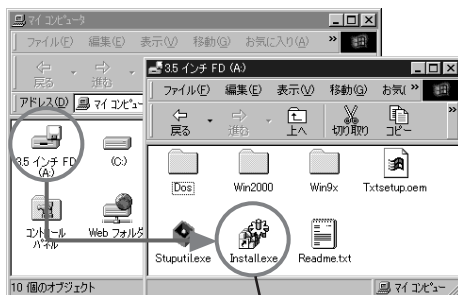 マイ コンピュータ
ファイル(F) 編集(E) 表示(V) 移動(G) お気に入り(A) »
戻る 進む
アドレス(D) マイ コンピュー
3.5 インチ FD (A:)
(C:)
コントロール パネル
Web フォルダ
10 個のオブジェクト
3.5 インチ FD (A:)
ファイル(F) 編集(E) 表示(V) 移動(G) お気( »
戻る 進む 上へ 切り取り コピー »
Dos Win2000 Win9x Txtsetup.oem
Stuputil.exe Install.exe Readme.txt
マイ コンピュー